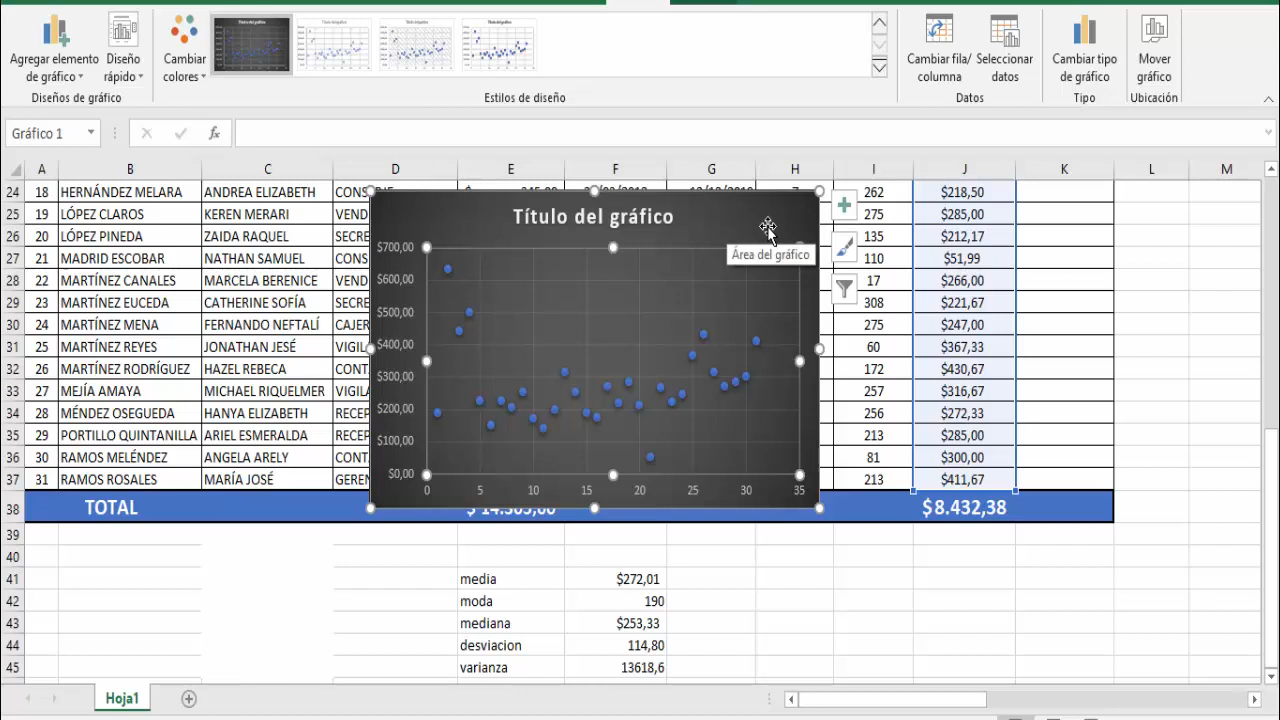 Agregar elemento de gráfico
Diseño rápido
Cambiar colores
Cambiar fila/ columna
Seleccionar datos
Cambiar tipo de gráfico
Mover gráfico
Diseños de gráfico
Estilos de diseño
Datos
Tipo
Ubicación
Gráfico 1
fx
A B C D E F G H I J K L M
24 18 HERNÁNDEZ MELARA ANDREA ELIZABETH 262 $218,50
25 19 LÓPEZ CLAROS KEREN MERARI VEND 275 $285,00
26 20 LÓPEZ PINEDA ZAIDA RAQUEL SECRE 135 $212,17
27 21 MADRID ESCOBAR NATHAN SAMUEL CONS 110 $51,99
28 22 MARTÍNEZ CANALES MARCELA BERENICE VEND 17 $266,00
29 23 MARTÍNEZ EUCEDA CATHERINE SOFÍA SECRE 308 $221,67
30 24 MARTÍNEZ MENA FERNANDO NEFTALÍ CAJER 275 $247,00
31 25 MARTÍNEZ REYES JONATHAN JESÉ VIGIL 60 $367,33
32 26 MARTÍNEZ RODRÍGUEZ HAZEL REBECA CONT 172 $430,67
33 27 MEJÍA AMAYA MICHAEL RIQUELMER VIGILA 257 $316,67
34 28 MÉNDEZ OSEGUEDA HANYA ELIZABETH RECEP 256 $272,33
35 29 PORTILLO QUINTANILLA ARIEL ESMERALDA RECEP 213 $285,00
36 30 RAMOS MELÉNDEZ ANGELA ARELY CONT 81 $300,00
37 31 RAMOS ROSALES MARÍA JOSÉ GEREN 213 $411,67
38 TOTAL $8.432,38
39
40
41 media $272,01
42 moda 190
43 mediana $253,33
44 desviacion 114,80
45 varianza 13618,6
Título del gráfico
Área del gráfico
$700,00
$600,00
$500,00
$400,00
$300,00
$200,00
$100,00
$0,00
0 5 10 15 20 25 30 35
Hoja1